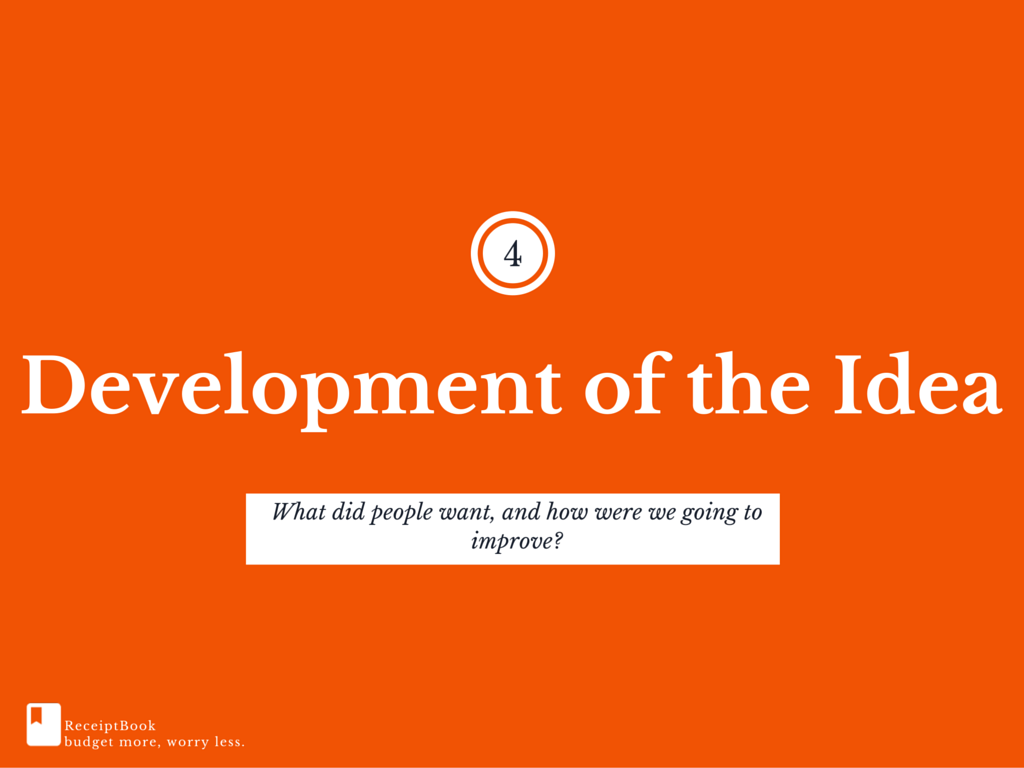 4
Development of the Idea
What did people want, and how were we going to
improve?
ReceiptBook
budget more, worry less.